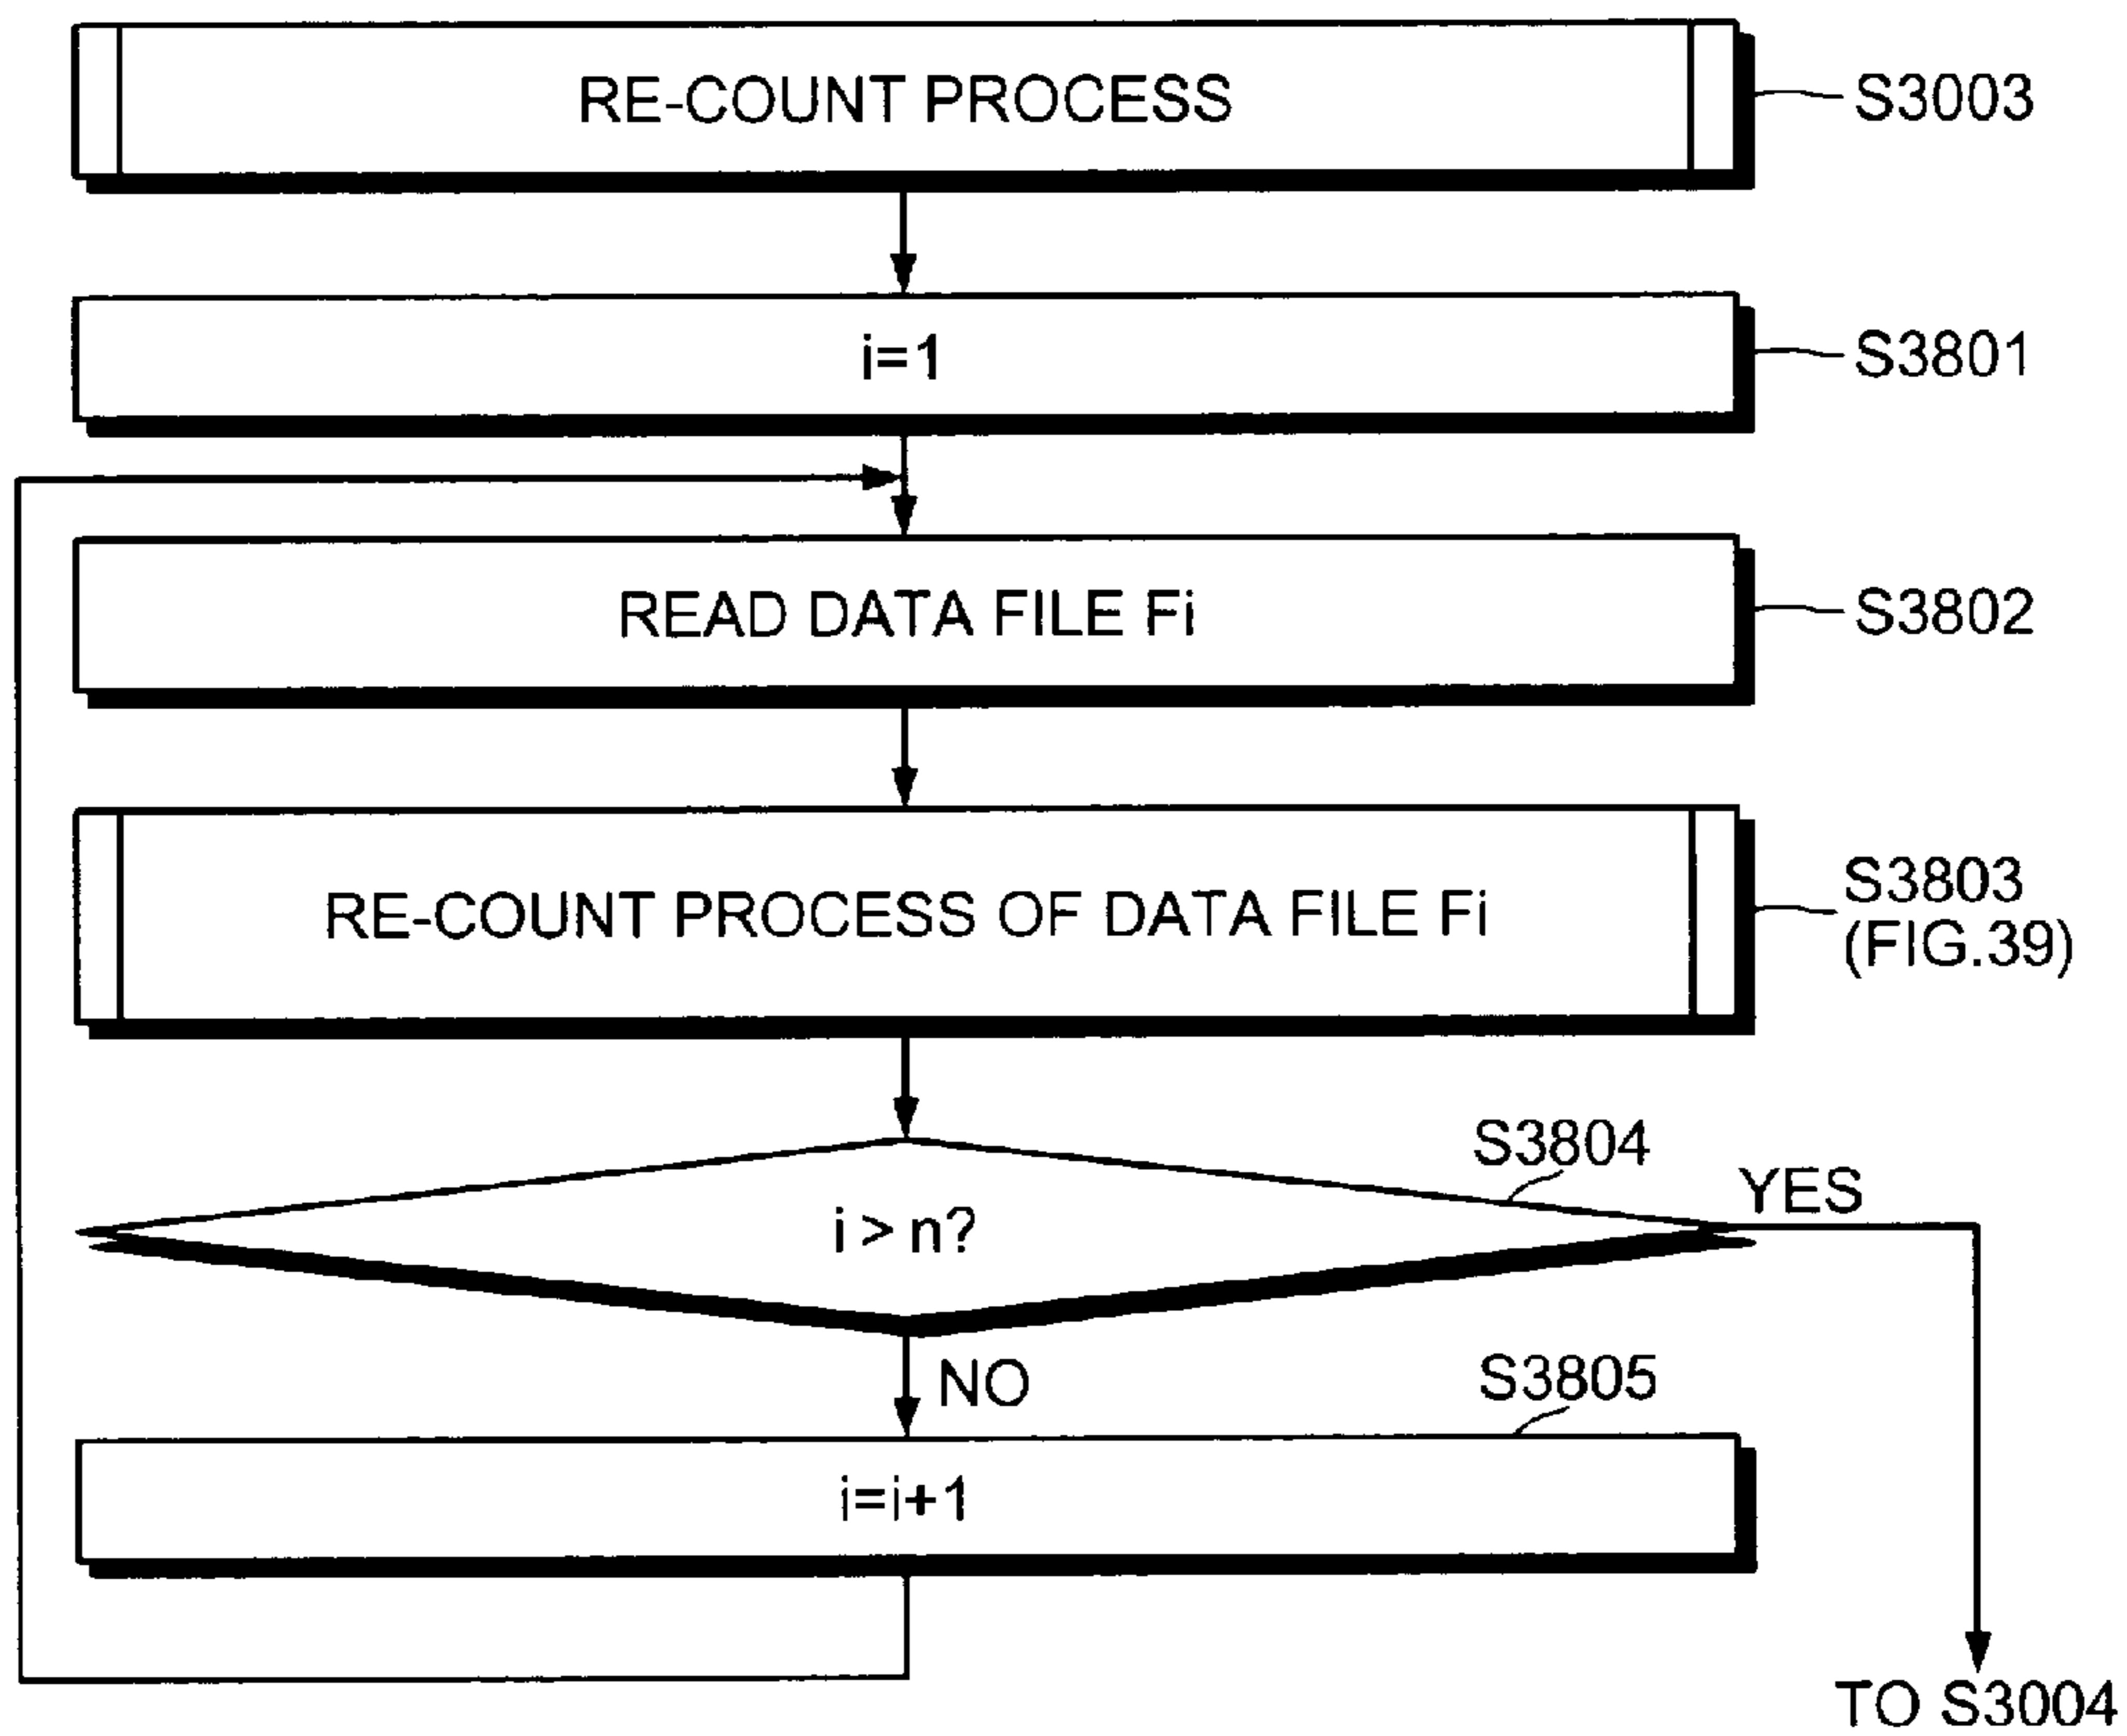 RE-COUNT PROCESS
S3003
i=1
S3801
READ DATA FILE Fi
S3802
RE-COUNT PROCESS OF DATA FILE Fi
S3803
(FIG.39)
S3804
YES
i > n?
NO
S3805
i=i+1
TO S3004